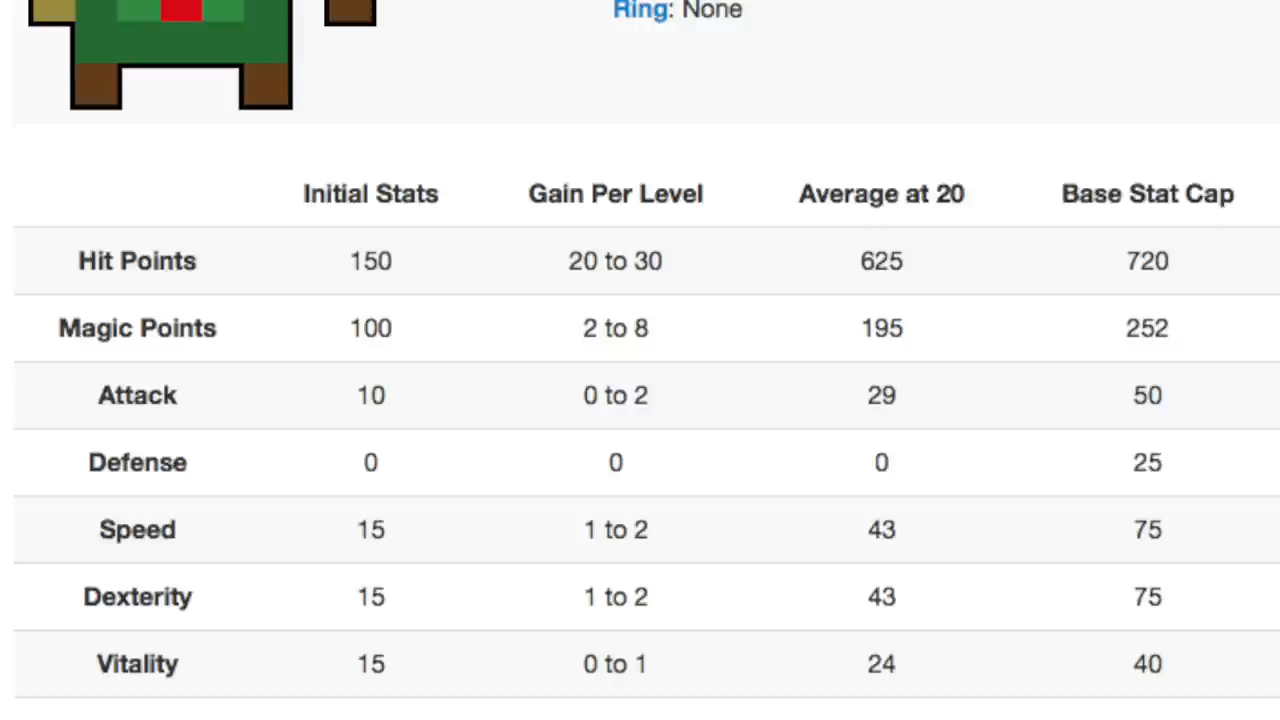 Ring: None
Initial Stats Gain Per Level Average at 20 Base Stat Cap
Hit Points 150 20 to 30 625 720
Magic Points 100 2 to 8 195 252
Attack 10 0 to 2 29 50
Defense 0 0 0 25
Speed 15 1 to 2 43 75
Dexterity 15 1 to 2 43 75
Vitality 15 0 to 1 24 40